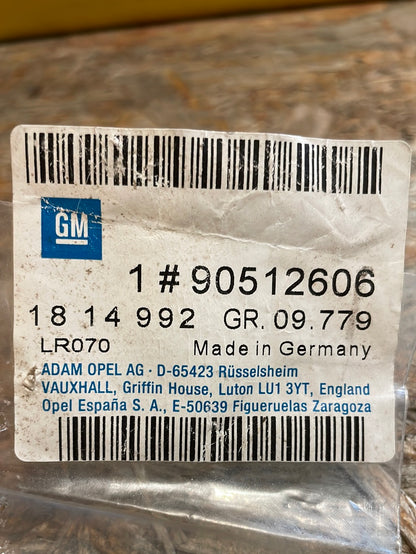 GM
1 # 90512606
18 14 992 GR. 09.779
LR070 Made in Germany
ADAM OPEL AG · D-65423 Rüsselsheim
VAUXHALL, Griffin House, Luton LU1 3YT, England
Opel España S. A., E-50639 Figueruelas Zaragoza